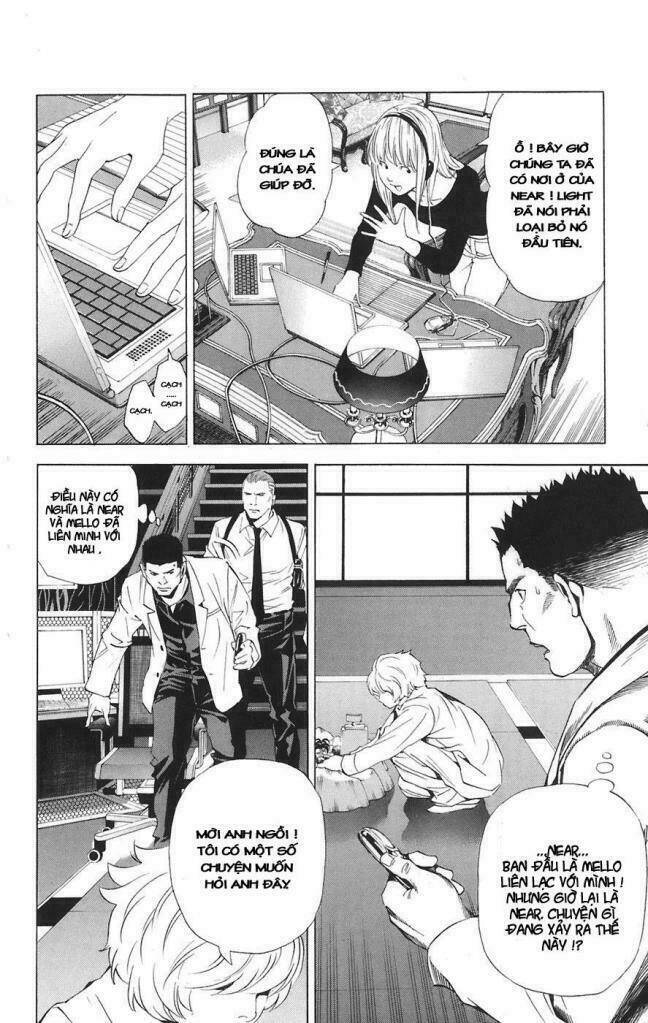 Ồ ! BÂY GIỜ
CHÚNG TA ĐÃ
CÓ NƠI Ở CỦA
NEAR ! LIGHT
ĐÃ NÓI PHẢI
LOẠI BỎ NÓ
ĐẦU TIÊN.
ĐÚNG LÀ
CHÚA ĐÃ
GIÚP ĐỠ.
CẠCH
.....
CẠCH
CẠCH.
...NEAR...
BAN ĐẦU LÀ MELLO
LIÊN LẠC VỚI MÌNH !
NHƯNG GIỜ LẠI LÀ
NEAR. CHUYỆN GÌ
ĐANG XẢY RA THẾ
NÀY !?
ĐIỀU NÀY CÓ
NGHĨA LÀ NEAR
VÀ MELLO ĐÃ
LIÊN MINH VỚI
NHAU .
MỜI ANH NGỒI !
TÔI CÓ MỘT SỐ
CHUYỆN MUỐN
HỎI ANH ĐÂY